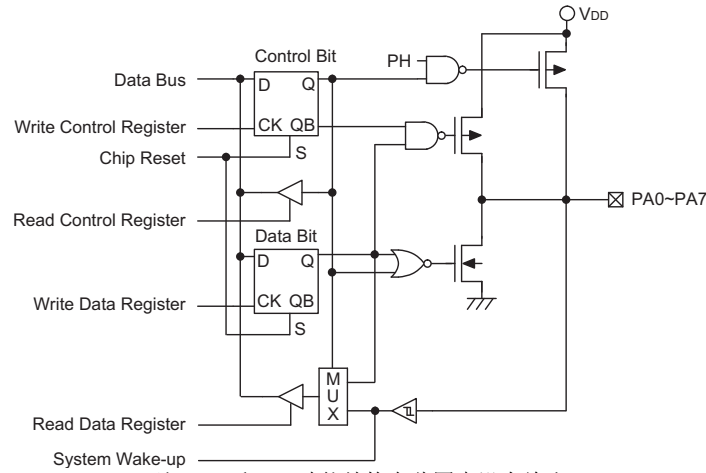 VDD
Control Bit
PH
Data Bus
D Q
Write Control Register
CK QB
Chip Reset
S
PA0~PA7
Read Control Register
Data Bit
D Q
Write Data Register
CK QB
S
M
U
X
Read Data Register
System Wake-up